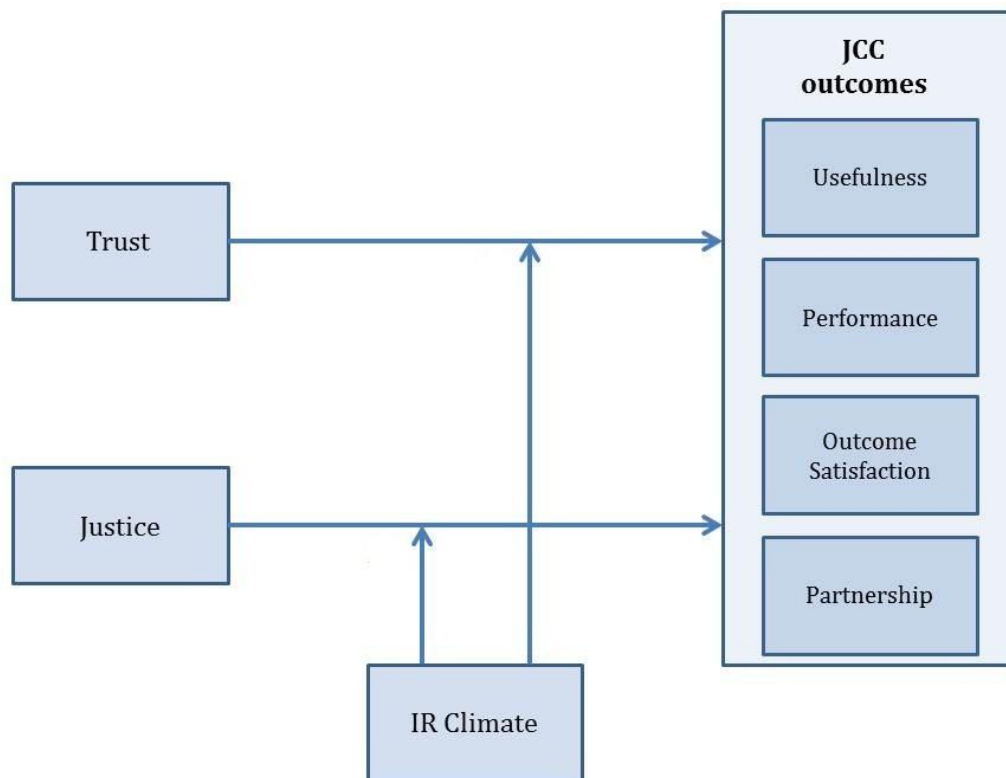 JCC
outcomes
Usefulness
Trust
Performance
Outcome
Satisfaction
Justice
Partnership
IR Climate